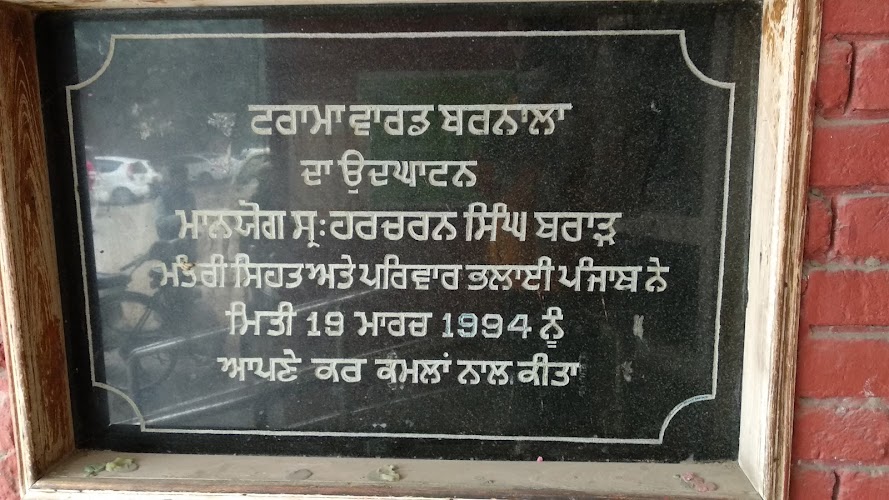 ਟਰਾਮਾ ਵਾਰਡ ਬਰਨਾਲਾ
ਦਾ ਉਦਘਾਟਨ
ਮਾਨਯੋਗ ਸ੍ਰ: ਹਰਚਰਨ ਸਿੰਘ ਬਰਾੜ
ਮੰਤਰੀ ਸਿਹਤ ਅਤੇ ਪਰਿਵਾਰ ਭਲਾਈ ਪੰਜਾਬ ਨੇ
ਮਿਤੀ 19 ਮਾਰਚ 1994 ਨੂੰ
ਆਪਣੇ ਕਰ ਕਮਲਾਂ ਨਾਲ ਕੀਤਾ